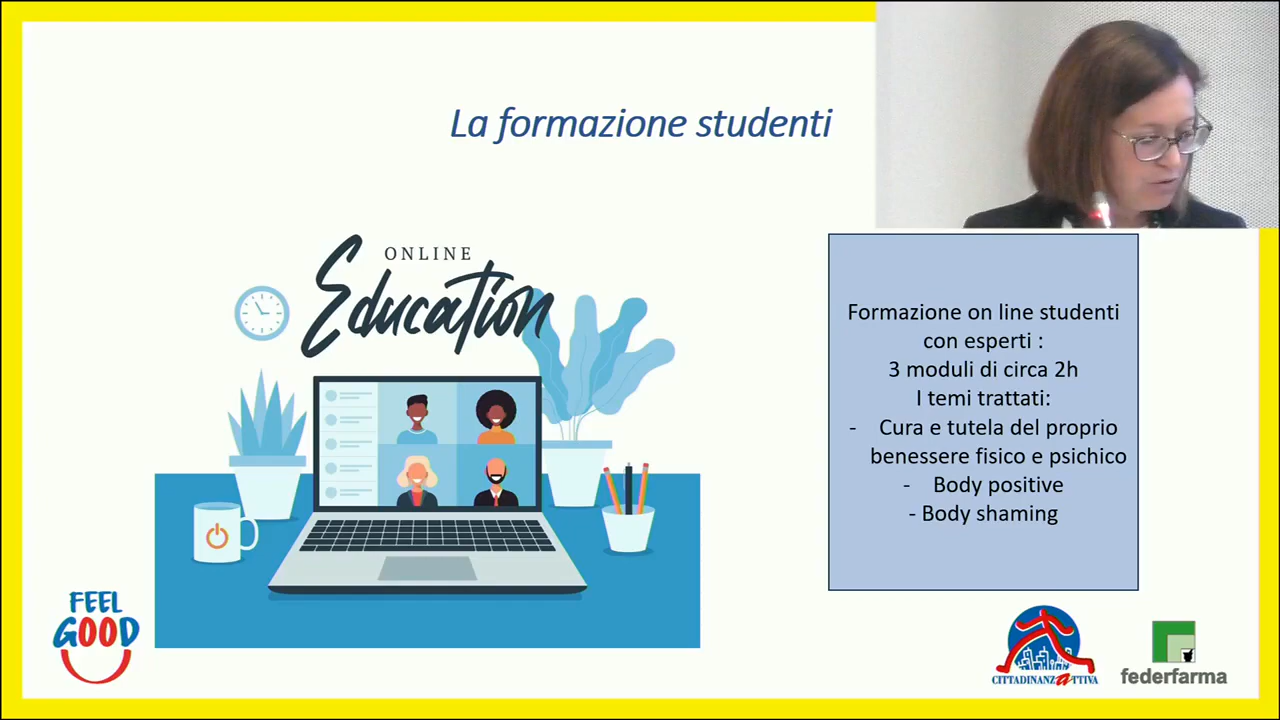 La formazione studenti
ONLINE
Education
Formazione on line studenti
con esperti :
3 moduli di circa 2h
I temi trattati:
- Cura e tutela del proprio
benessere fisico e psichico
- Body positive
- Body shaming
FEEL
GOOD
CITTADINANZATTIVA
federfarma